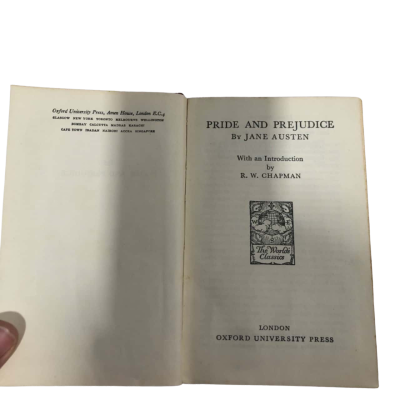 Oxford University Press, Amen House, London E.C.4
GLASGOW NEW YORK TORONTO MELBOURNE WELLINGTON
BOMBAY CALCUTTA MADRAS KARACHI
CAPE TOWN IBADAN NAIROBI ACCRA SINGAPORE
PRIDE AND PREJUDICE
By JANE AUSTEN
With an Introduction
by
R. W. CHAPMAN
W E
The World's
Classics
LONDON
OXFORD UNIVERSITY PRESS